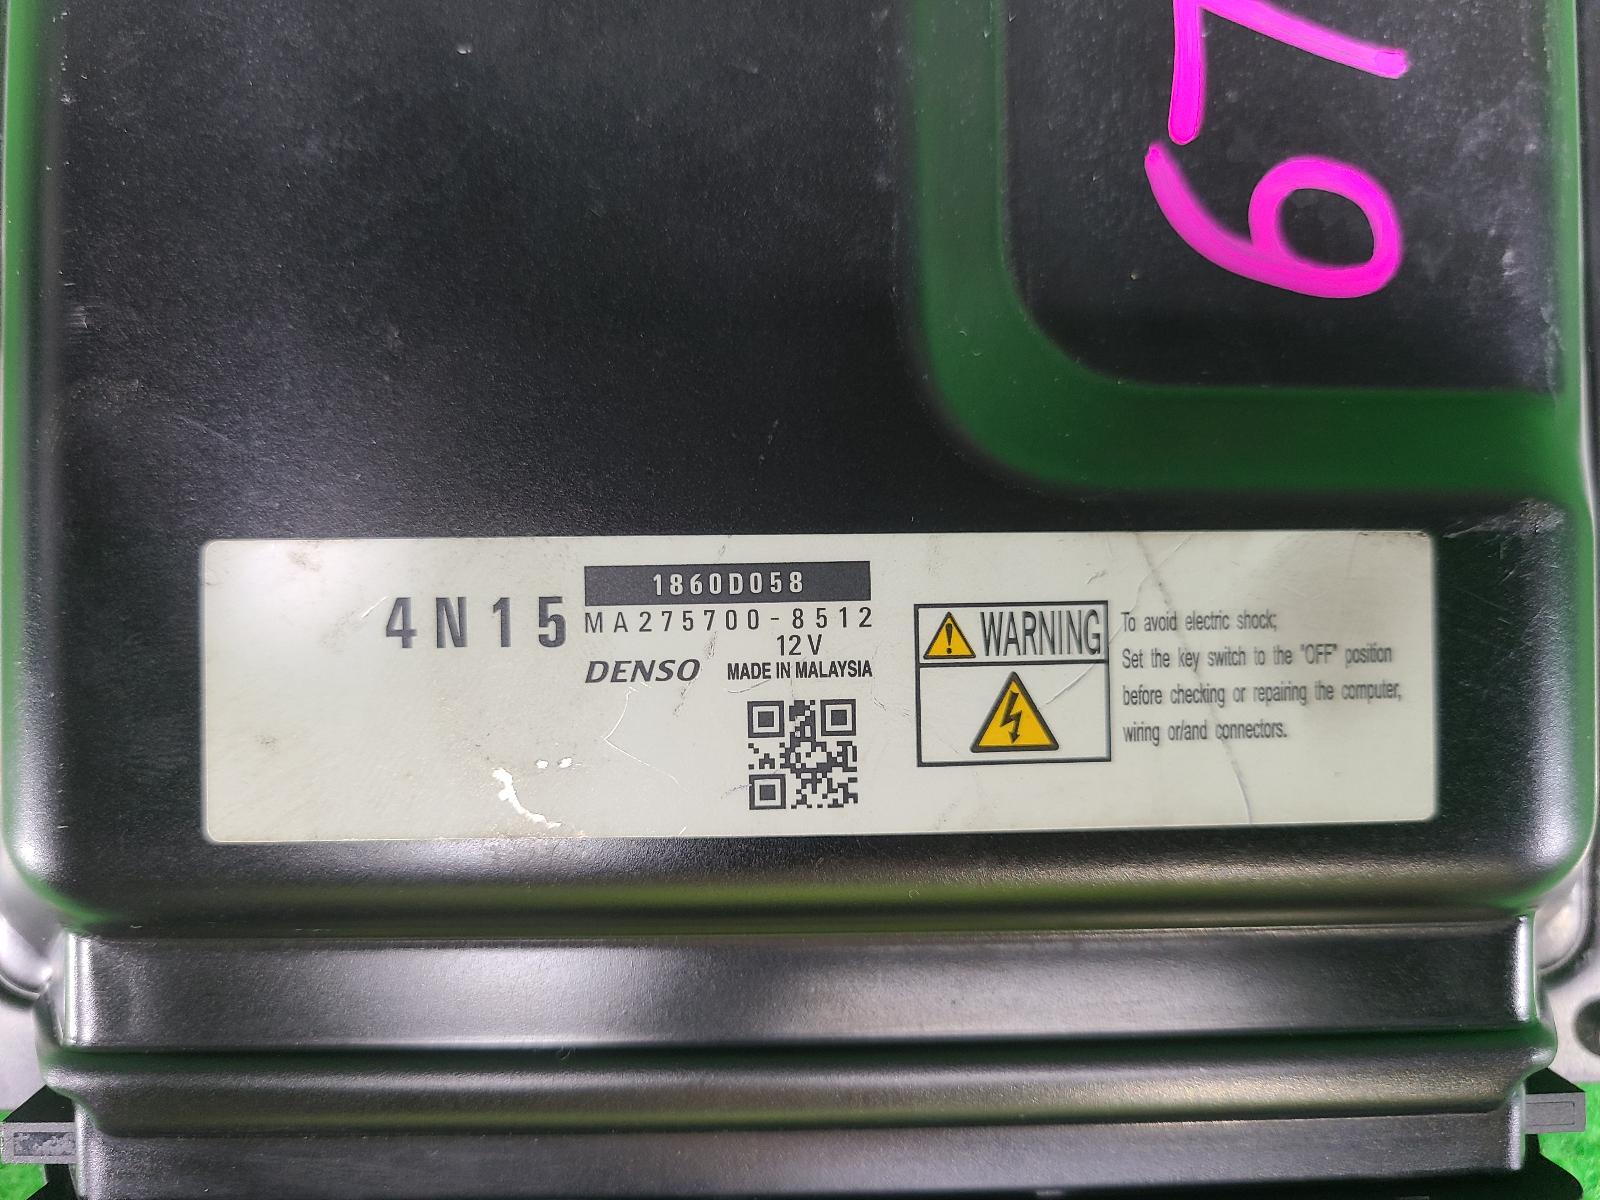 67
4N15
1860D058
MA275700-8512
12V
DENSO MADE IN MALAYSIA
WARNING
To avoid electric shock;
Set the key switch to the "OFF" position
before checking or repairing the computer,
wiring or/and connectors.